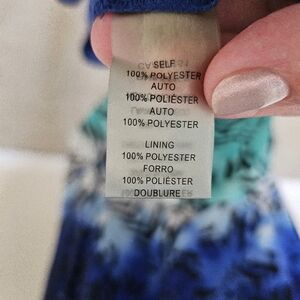 SELF
100% POLYESTER
AUTO
100% POLIÉSTER
AUTO
100% POLYESTER
LINING
100% POLYESTER
FORRO
100% POLIÉSTER
DOUBLURE